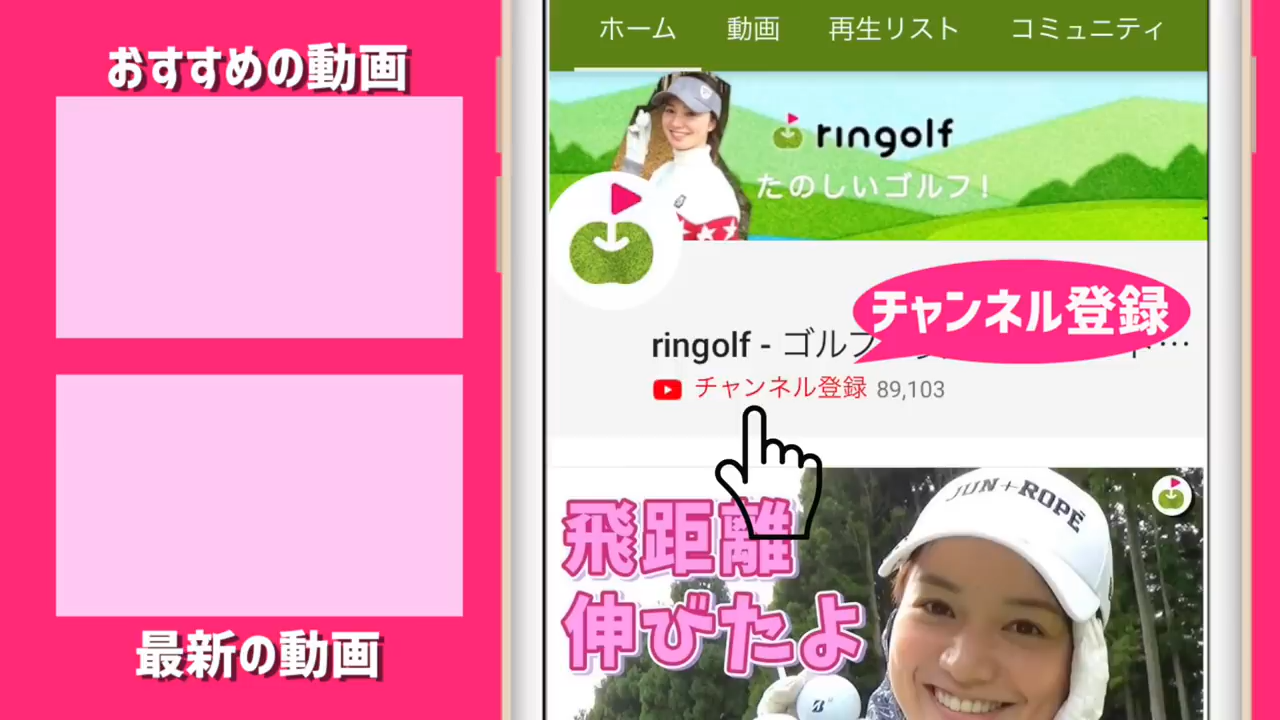 おすすめの動画
最新の動画
ホーム 動画 再生リスト コミュニティ
ringolf
たのしいゴルフ!
チャンネル登録
ringolf - ゴルフ
チャンネル登録 89,103
JUN+ROPÉ
飛距離
伸びたよ
B